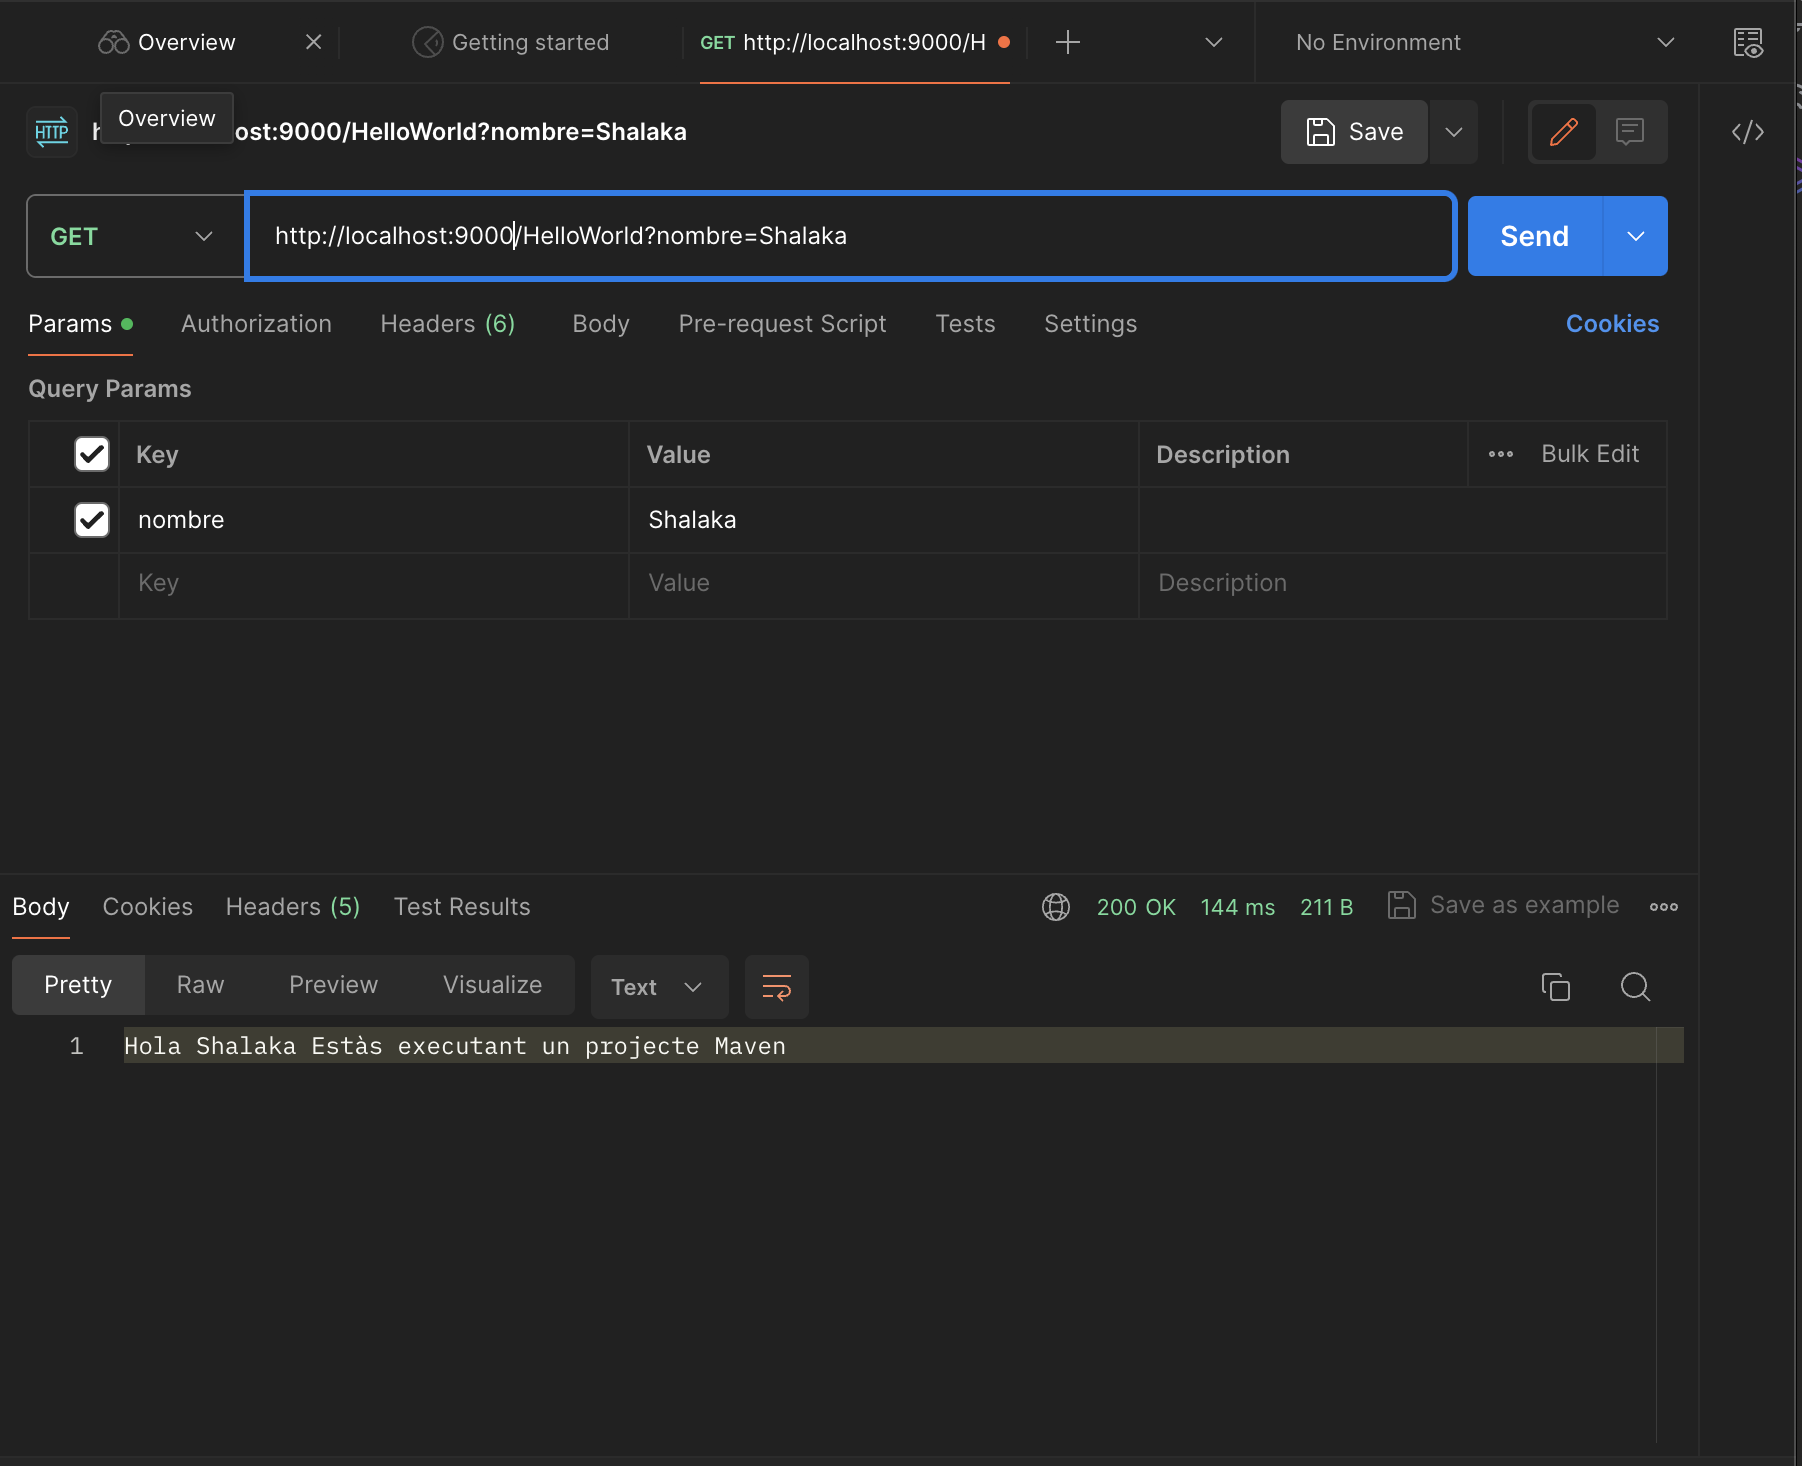 Overview
Getting started
GET http://localhost:9000/H
No Environment
Overview
HTTP
ost:9000/HelloWorld?nombre=Shalaka
Save
GET
http://localhost:9000/HelloWorld?nombre=Shalaka
Send
Params
Authorization
Headers (6)
Body
Pre-request Script
Tests
Settings
Cookies
Query Params
Key
Value
Description
Bulk Edit
nombre
Shalaka
Key
Value
Description
Body
Cookies
Headers (5)
Test Results
200 OK
144 ms
211 B
Save as example
Pretty
Raw
Preview
Visualize
Text
1
Hola Shalaka Estàs executant un projecte Maven